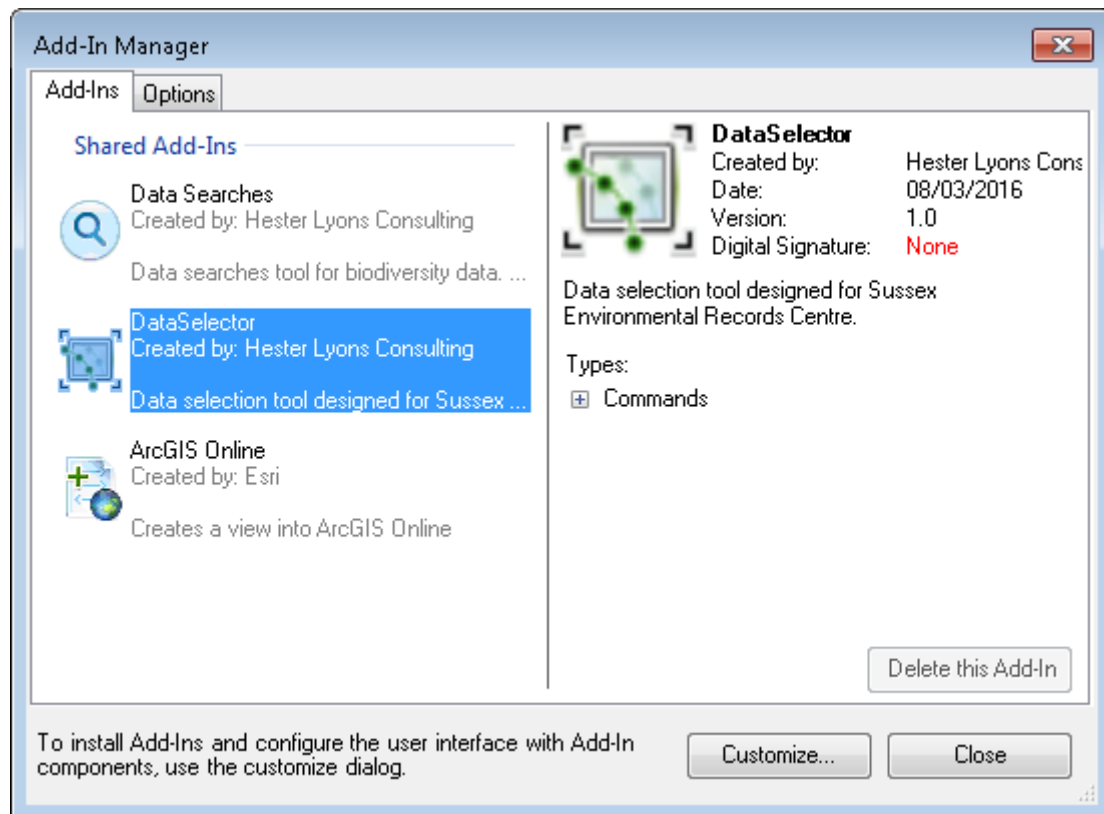 Add-In Manager
Add-Ins
Options
Shared Add-Ins
Data Searches
Created by: Hester Lyons Consulting
Data searches tool for biodiversity data. ...
DataSelector
Created by: Hester Lyons Consulting
Data selection tool designed for Sussex ...
ArcGIS Online
Created by: Esri
Creates a view into ArcGIS Online
DataSelector
Created by: Hester Lyons Cons
Date: 08/03/2016
Version: 1.0
Digital Signature: None
Data selection tool designed for Sussex
Environmental Records Centre.
Types:
Commands
Delete this Add-In
To install Add-Ins and configure the user interface with Add-In
components, use the customize dialog.
Customize...
Close